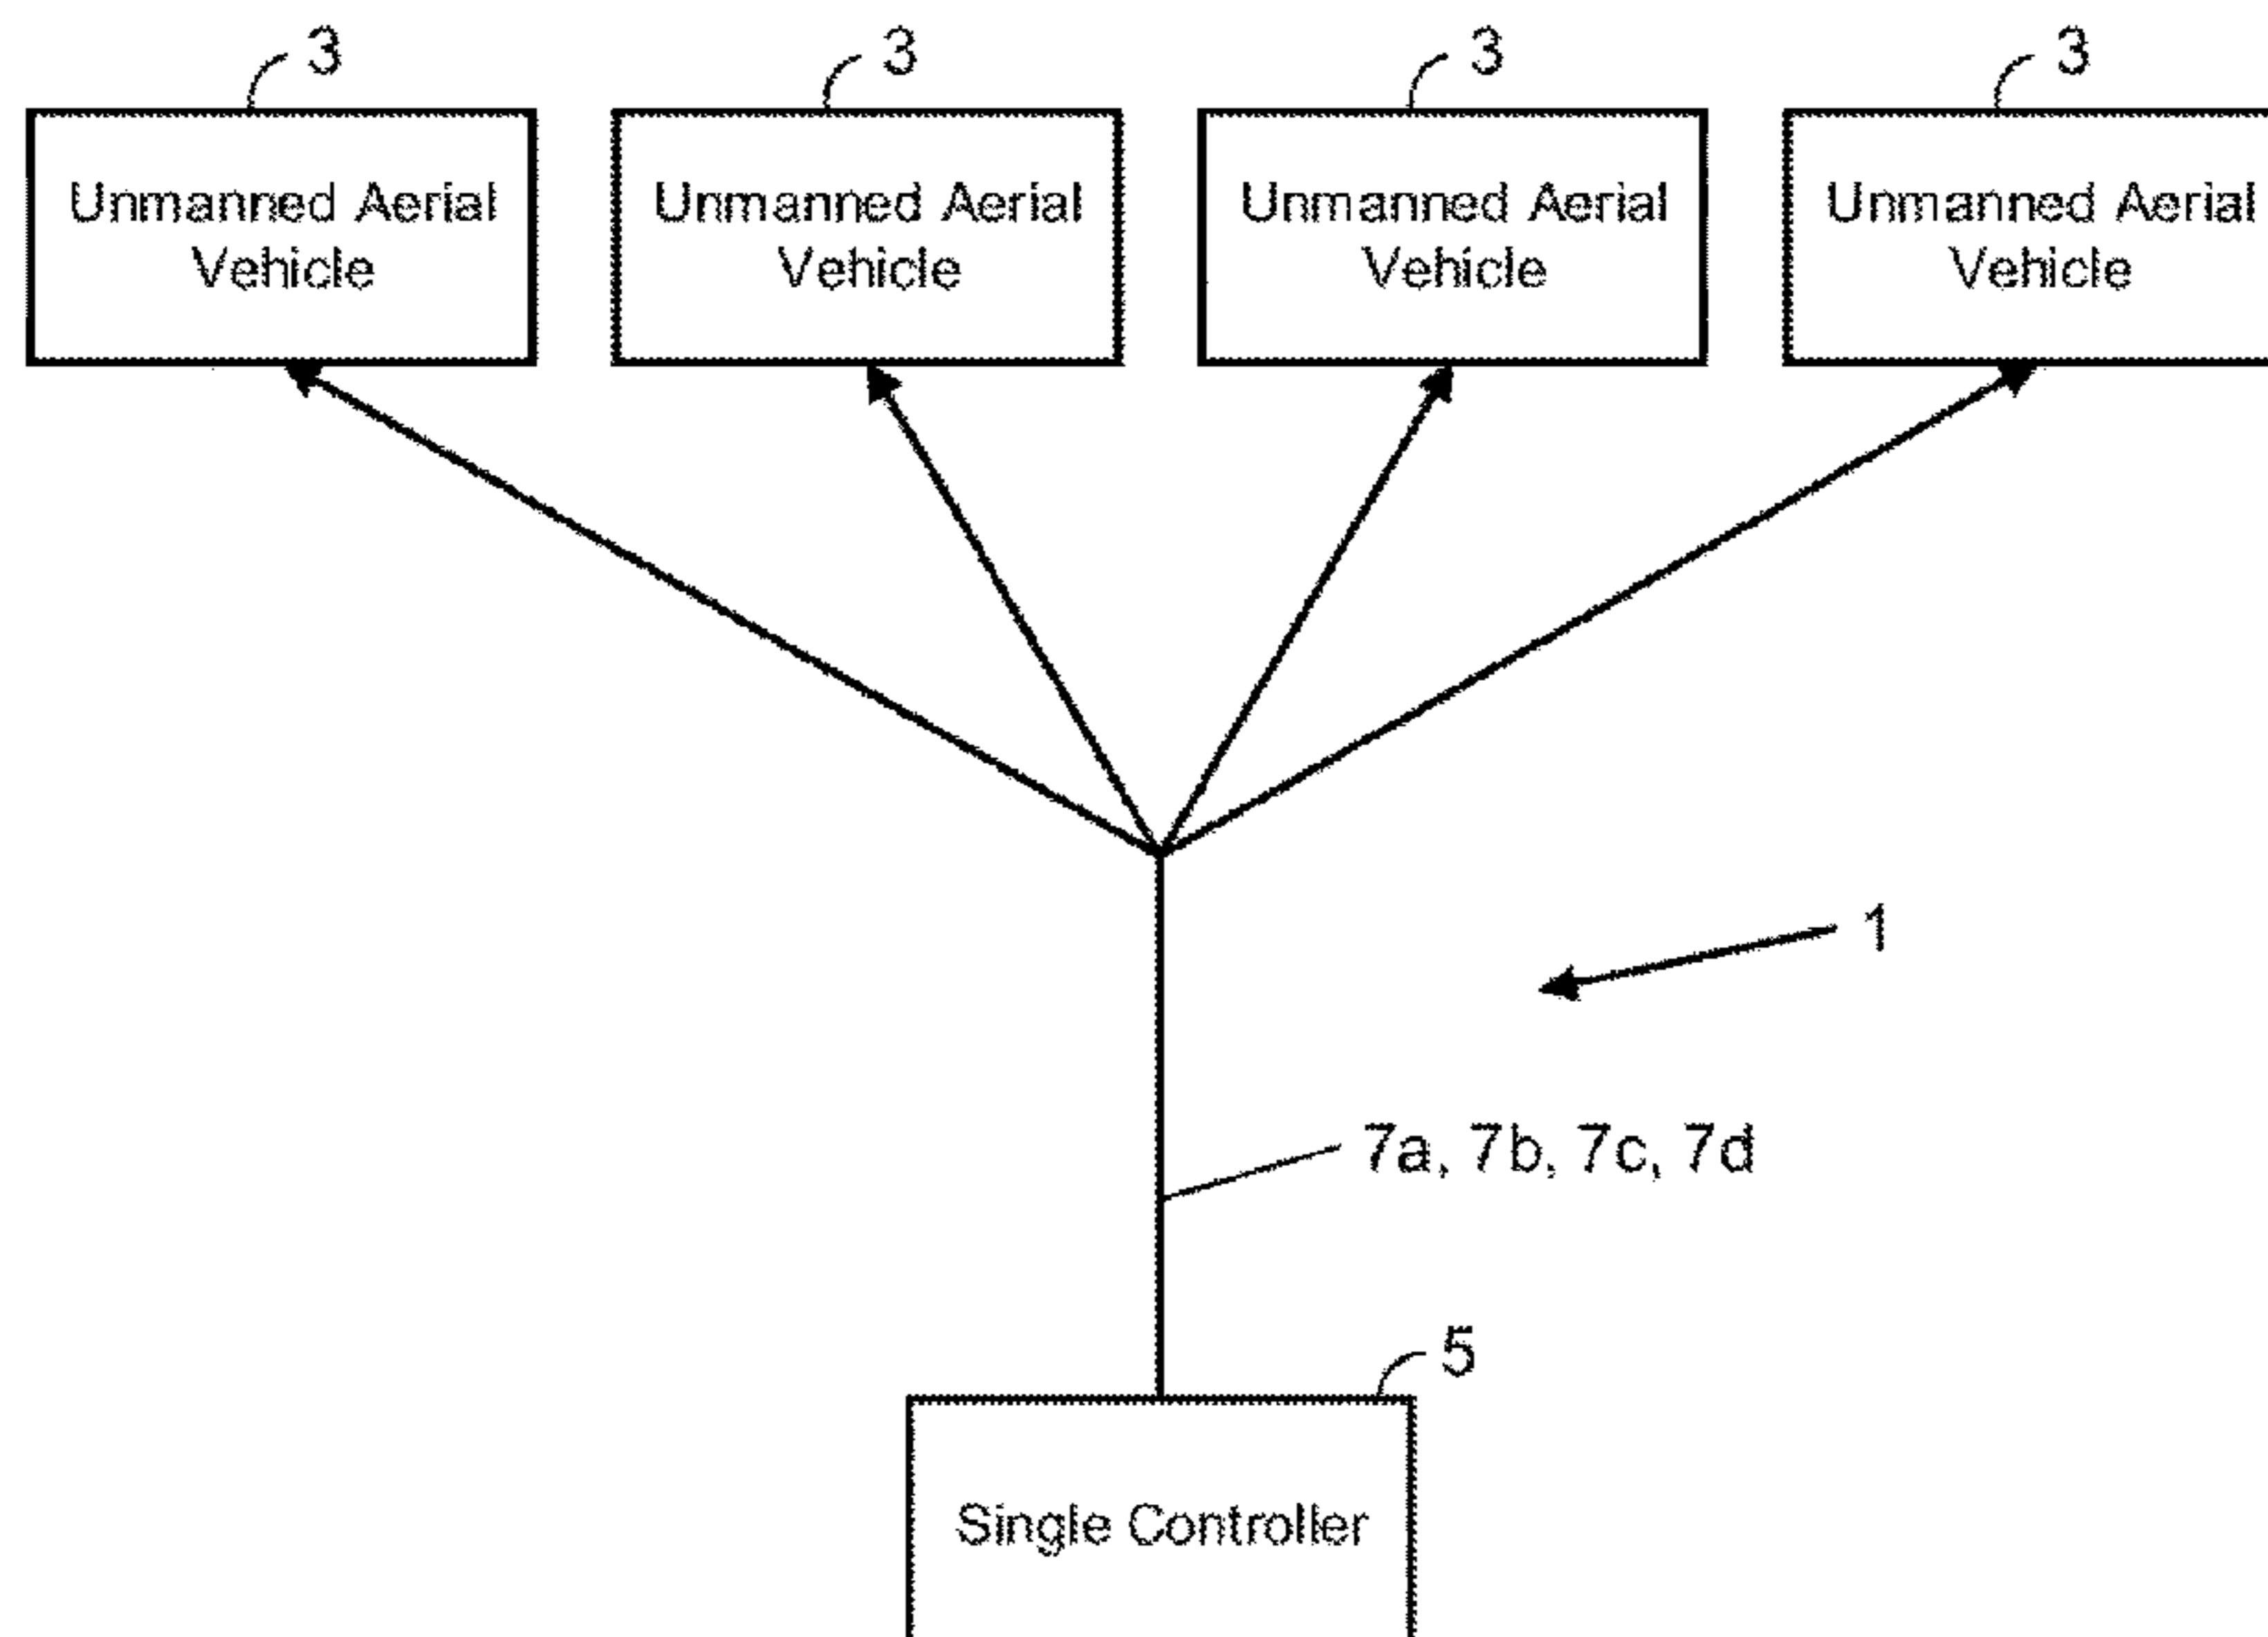 3 3 3 3
Unmanned Aerial Unmanned Aerial Unmanned Aerial Unmanned Aerial
Vehicle Vehicle Vehicle Vehicle
1
7a, 7b, 7c, 7d
5
Single Controller